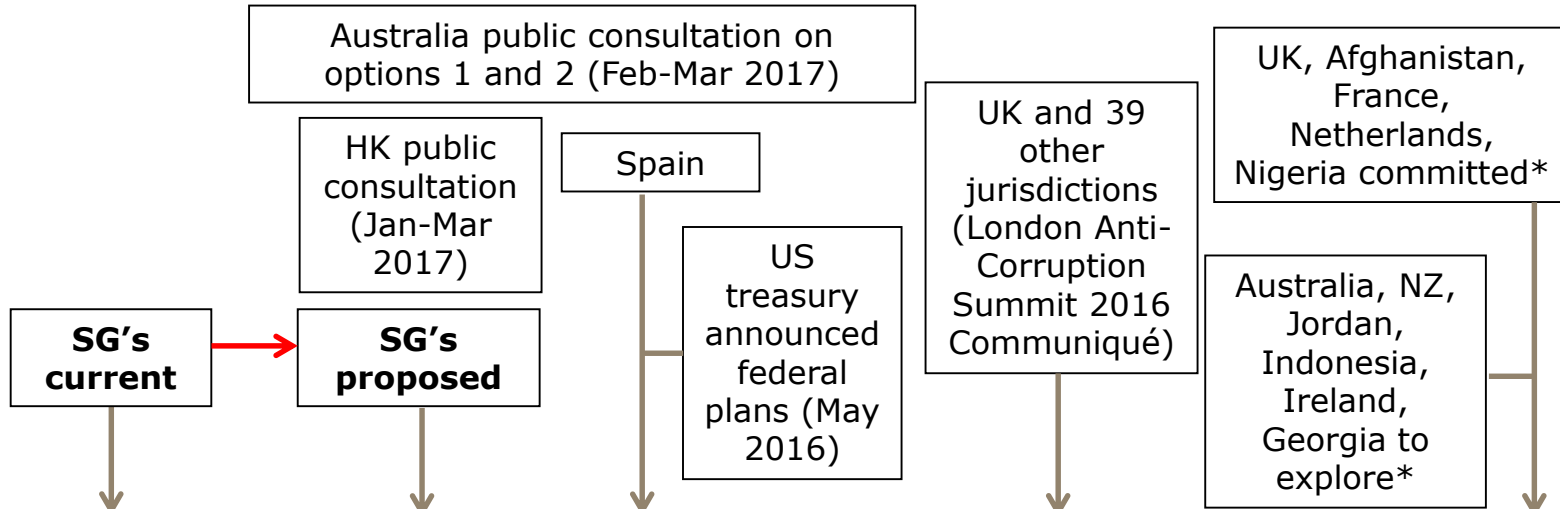 Australia public consultation on
options 1 and 2 (Feb-Mar 2017)
HK public
consultation
(Jan-Mar
2017)
Spain
UK and 39
other
jurisdictions
(London Anti-
Corruption
Summit 2016
Communiqué)
UK, Afghanistan,
France,
Netherlands,
Nigeria committed*
SG’s
current
SG’s
proposed
US
treasury
announced
federal
plans (May
2016)
Australia, NZ,
Jordan,
Indonesia,
Ireland,
Georgia to
explore*